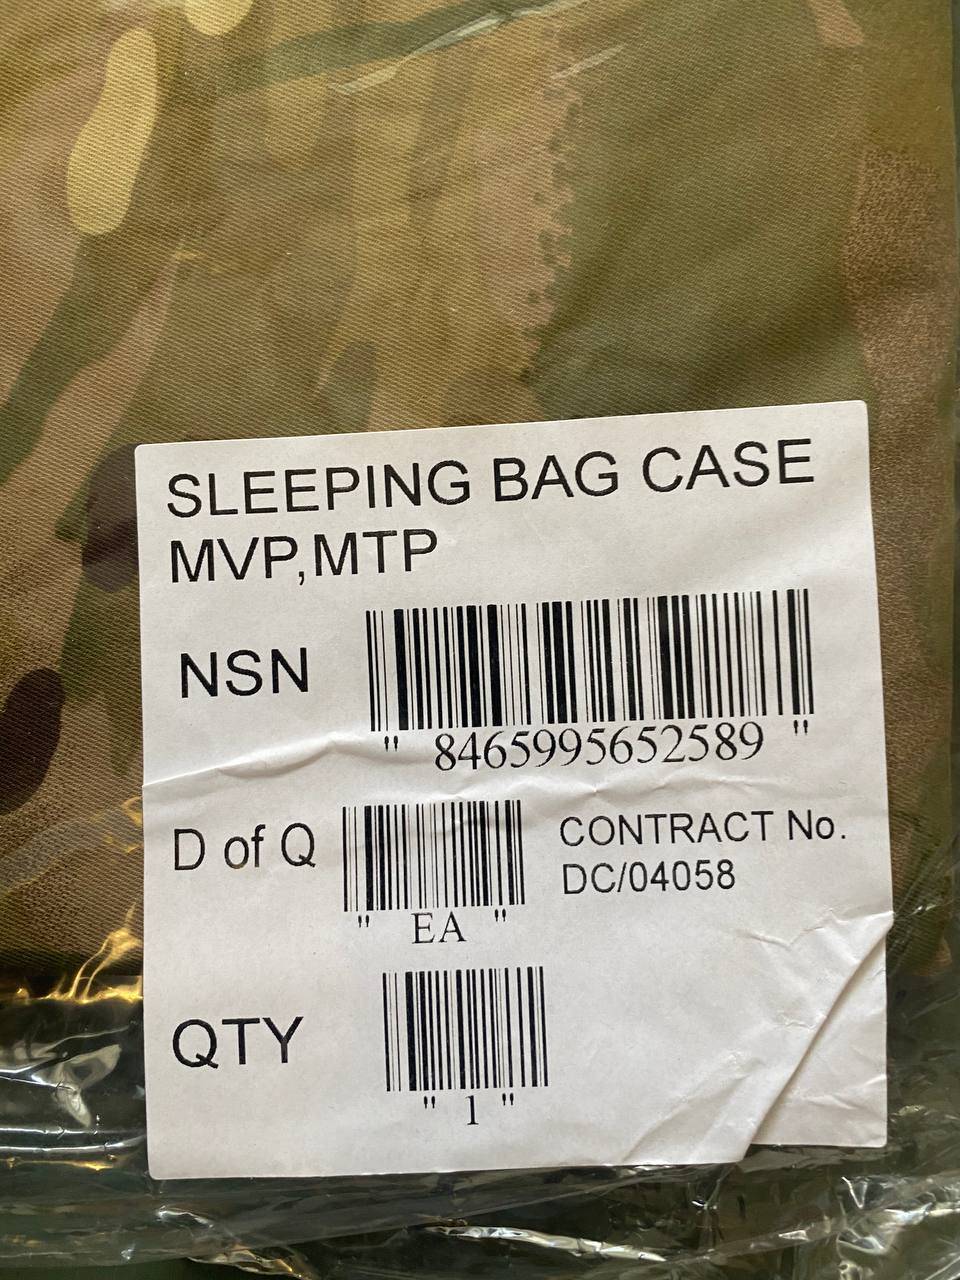 SLEEPING BAG CASE
MVP,MTP
NSN
" 8465995652589 "
D of Q
" EA "
CONTRACT No.
DC/04058
QTY
" 1 "